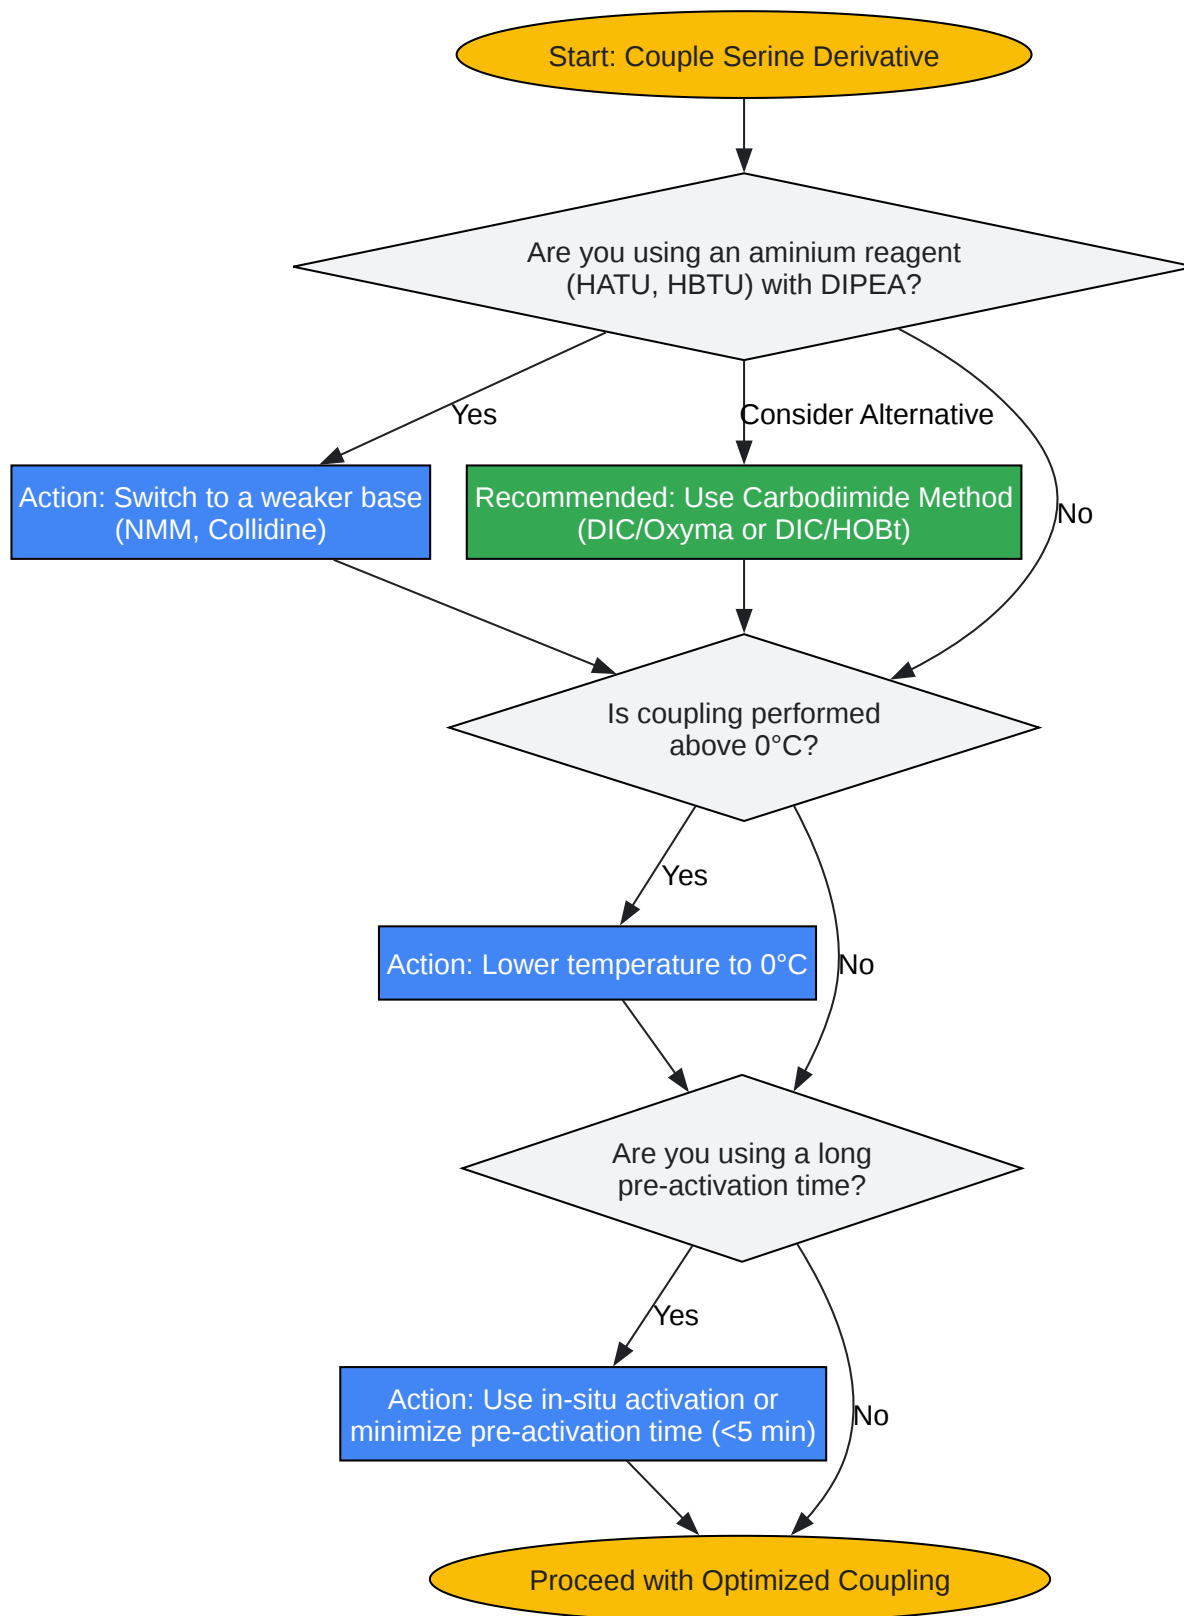 Start: Couple Serine Derivative
Are you using an aminium reagent
(HATU, HBTU) with DIPEA?
Yes
Consider Alternative
No
Action: Switch to a weaker base
(NMM, Collidine)
Recommended: Use Carbodiimide Method
(DIC/Oxyma or DIC/HOBt)
Is coupling performed
above 0°C?
Yes
No
Action: Lower temperature to 0°C
Are you using a long
pre-activation time?
Yes
No
Action: Use in-situ activation or
minimize pre-activation time (<5 min)
Proceed with Optimized Coupling